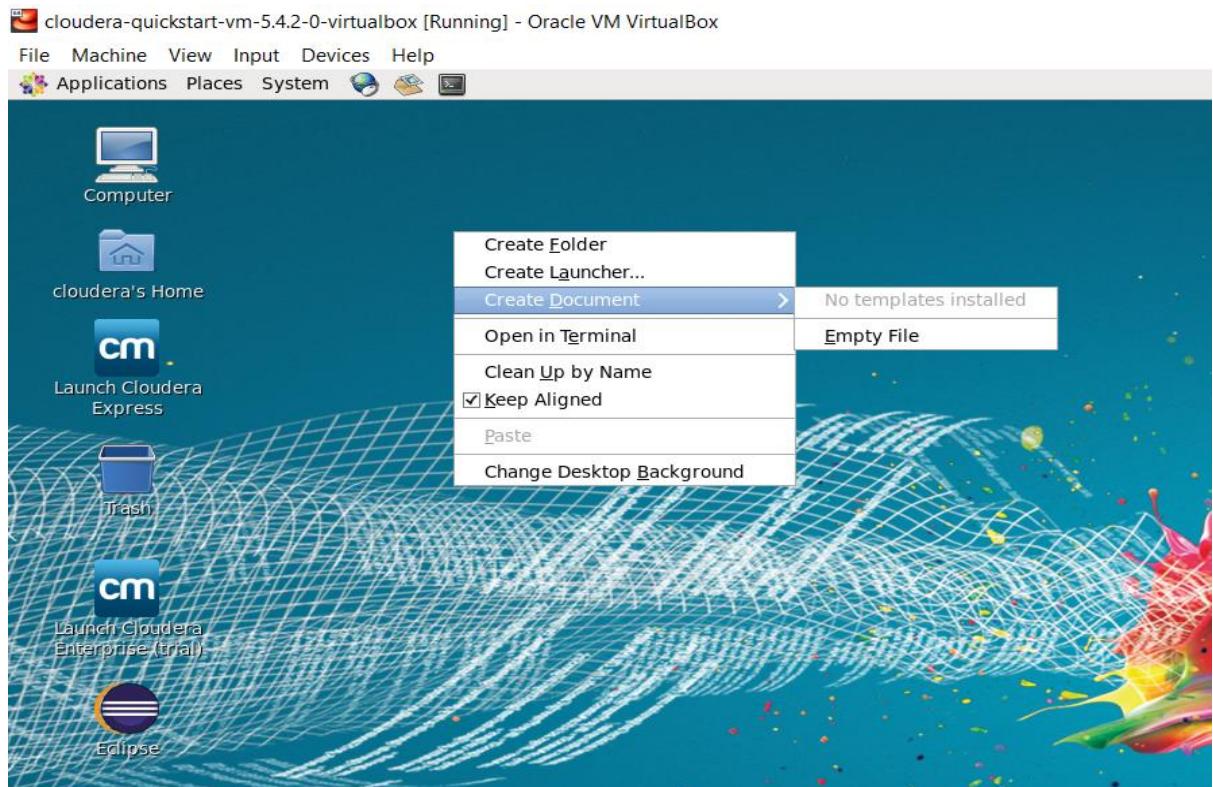 cloudera-quickstart-vm-5.4.2-0-virtualbox [Running] - Oracle VM VirtualBox
File Machine View Input Devices Help
Applications Places System
Computer
cloudera's Home
cm
Launch Cloudera
Express
Trash
cm
Launch Cloudera
Enterprise (trial)
Eclipse
Create Folder
Create Launcher...
Create Document
Open in Terminal
Clean Up by Name
Keep Aligned
Paste
Change Desktop Background
No templates installed
Empty File